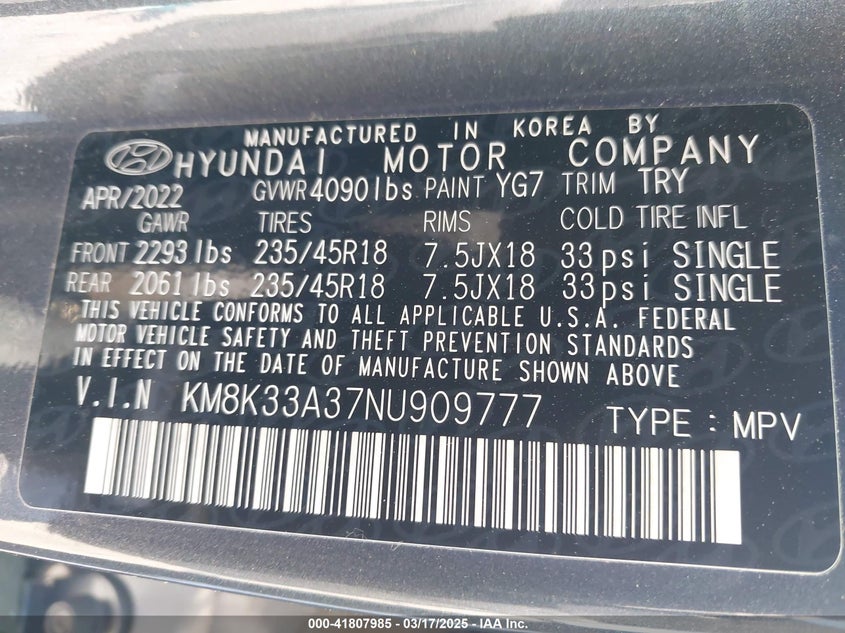 MANUFACTURED IN KOREA BY
HYUNDAI MOTOR COMPANY
APR/2022 GVWR 4090lbs PAINT YG7 TRIM TRY
GAWR TIRES RIMS COLD TIRE INFL
FRONT 2293lbs 235/45R18 7.5JX18 33psi SINGLE
REAR 2061lbs 235/45R18 7.5JX18 33psi SINGLE
THIS VEHICLE CONFORMS TO ALL APPLICABLE U.S.A. FEDERAL
MOTOR VEHICLE SAFETY AND THEFT PREVENTION STANDARDS
IN EFFECT ON THE DATE OF MANUFACTURE SHOWN ABOVE
V.I.N KM8K33A37NU909777 TYPE : MPV
000-41807985 | 03/17/2025 | IAA Inc.